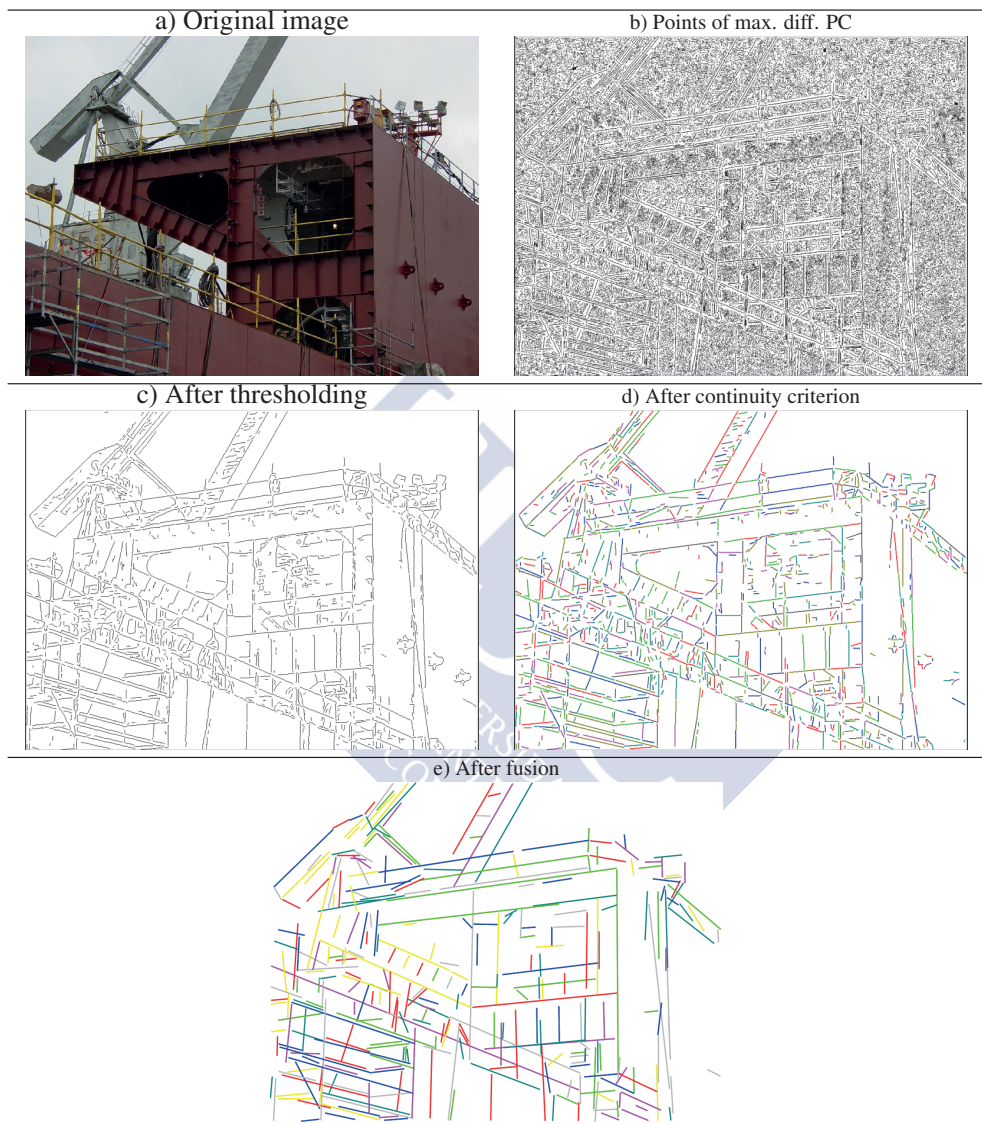 a) Original image
b) Points of max. diff. PC
c) After thresholding
d) After continuity criterion
e) After fusion